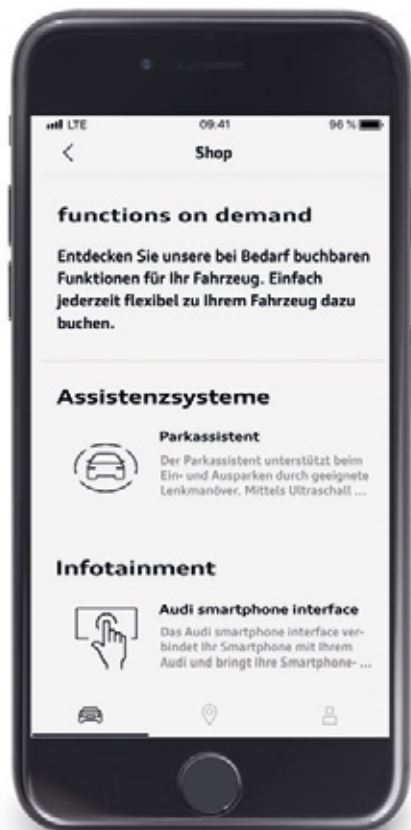 LTE 09:41 96 %
Shop
functions on demand
Entdecken Sie unsere bei Bedarf buchbaren
Funktionen für Ihr Fahrzeug. Einfach
jederzeit flexibel zu Ihrem Fahrzeug dazu
buchen.
Assistenzsysteme
Parkassistent
Der Parkassistent unterstützt beim
Ein- und Ausparken durch geeignete
Lenkmanöver. Mittels Ultraschall ...
Infotainment
Audi smartphone interface
Das Audi smartphone interface ver-
bindet Ihr Smartphone mit Ihrem
Audi und bringt Ihre Smartphone- ...